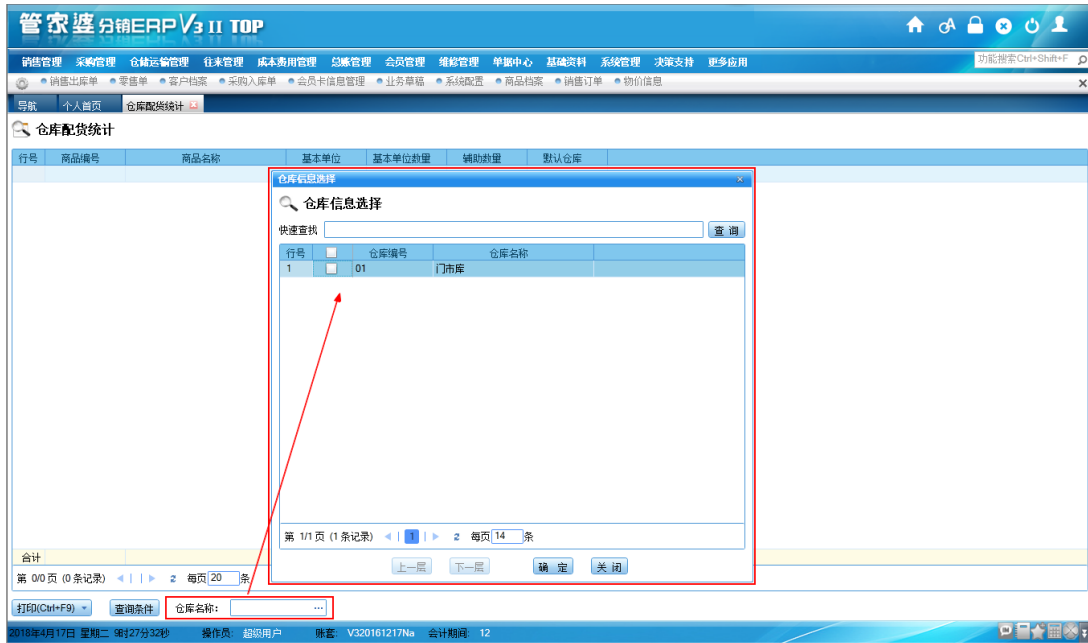 管家婆分销ERP V3 II TOP
销售管理 采购管理 仓储运输管理 往来管理 成本费用管理 总账管理 会员管理 维修管理 单据中心 基础资料 系统管理 决策支持 更多应用 功能搜索Ctrl+Shift+F
销售出库单 零售单 客户档案 采购入库单 会员卡信息管理 业务草稿 系统配置 商品档案 销售订单 物价信息
导航 个人首页 仓库配货统计
仓库配货统计
行号 商品编号 商品名称 基本单位 基本单位数量 辅助数量 默认仓库
仓库信息选择
仓库信息选择
快速查找 查询
行号 仓库编号 仓库名称
1 01 门市库
第 1/1 页 (1 条记录) 1 每页 14 条
上一层 下一层 确定 关闭
合计
第 0/0 页 (0 条记录) 每页 20 条
打印(Ctrl+F9) 查询条件 仓库名称: ...
2018年4月17日 星期二 9时27分32秒 操作员: 超级用户 账套: V320161217Na 会计期间: 12